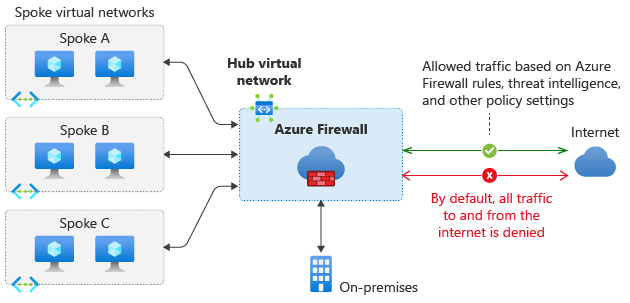 Spoke virtual networks
Spoke A
Spoke B
Spoke C
Hub virtual
network
Azure Firewall
On-premises
Allowed traffic based on Azure
Firewall rules, threat intelligence,
and other policy settings
Internet
By default, all traffic
to and from the
internet is denied